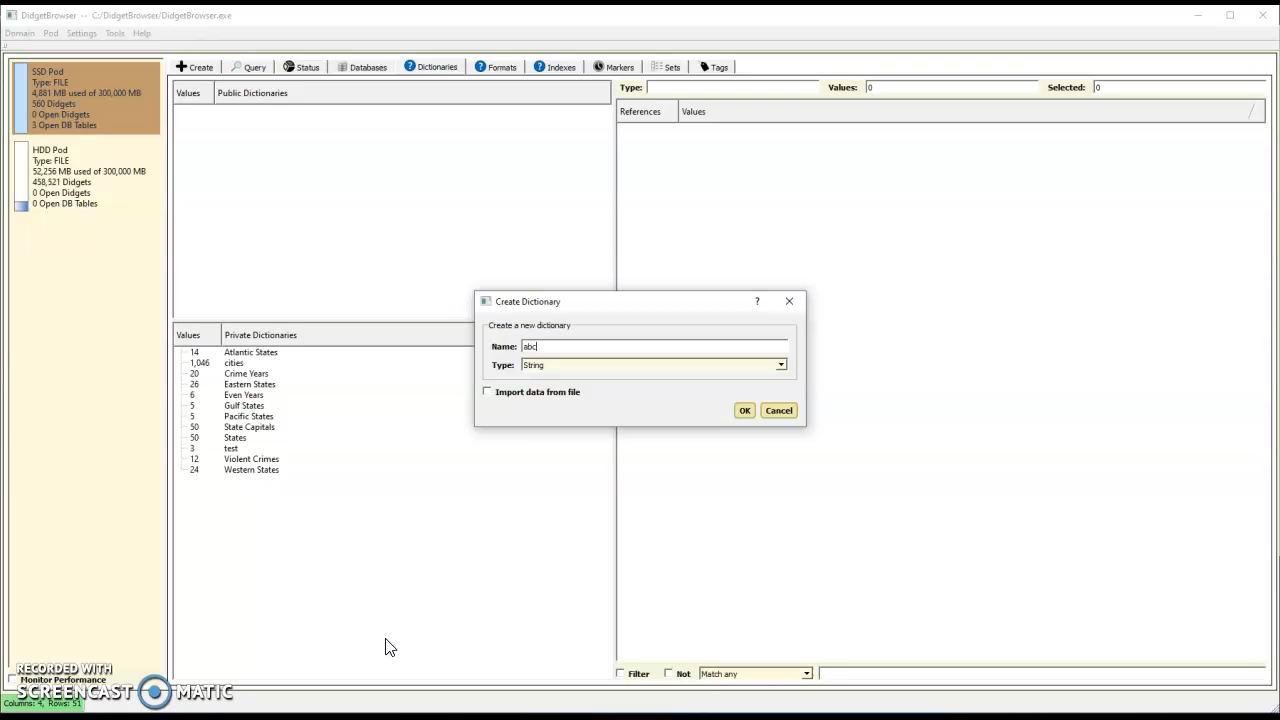 DidgetBrowser -- C:/DidgetBrowser/DidgetBrowser.exe
Domain Pod Settings Tools Help
SSD Pod
Type: FILE
4,881 MB used of 300,000 MB
560 Didgets
0 Open Didgets
3 Open DB Tables
HDD Pod
Type: FILE
52,256 MB used of 300,000 MB
458,521 Didgets
0 Open Didgets
0 Open DB Tables
Create Query Status Databases Dictionaries Formats Indexes Markers Sets Tags
Values Public Dictionaries
Type: Values: 0 Selected: 0
References Values
Values Private Dictionaries
14 Atlantic States
1,046 cities
20 Crime Years
26 Eastern States
6 Even Years
5 Gulf States
5 Pacific States
50 State Capitals
50 States
3 test
12 Violent Crimes
24 Western States
Create Dictionary ?
Create a new dictionary
Name: abc
Type: String
Import data from file
OK Cancel
Filter Not Match any
Monitor Performance
RECORDED WITH
SCREENCAST MATIC
Columns: 4, Rows: 51